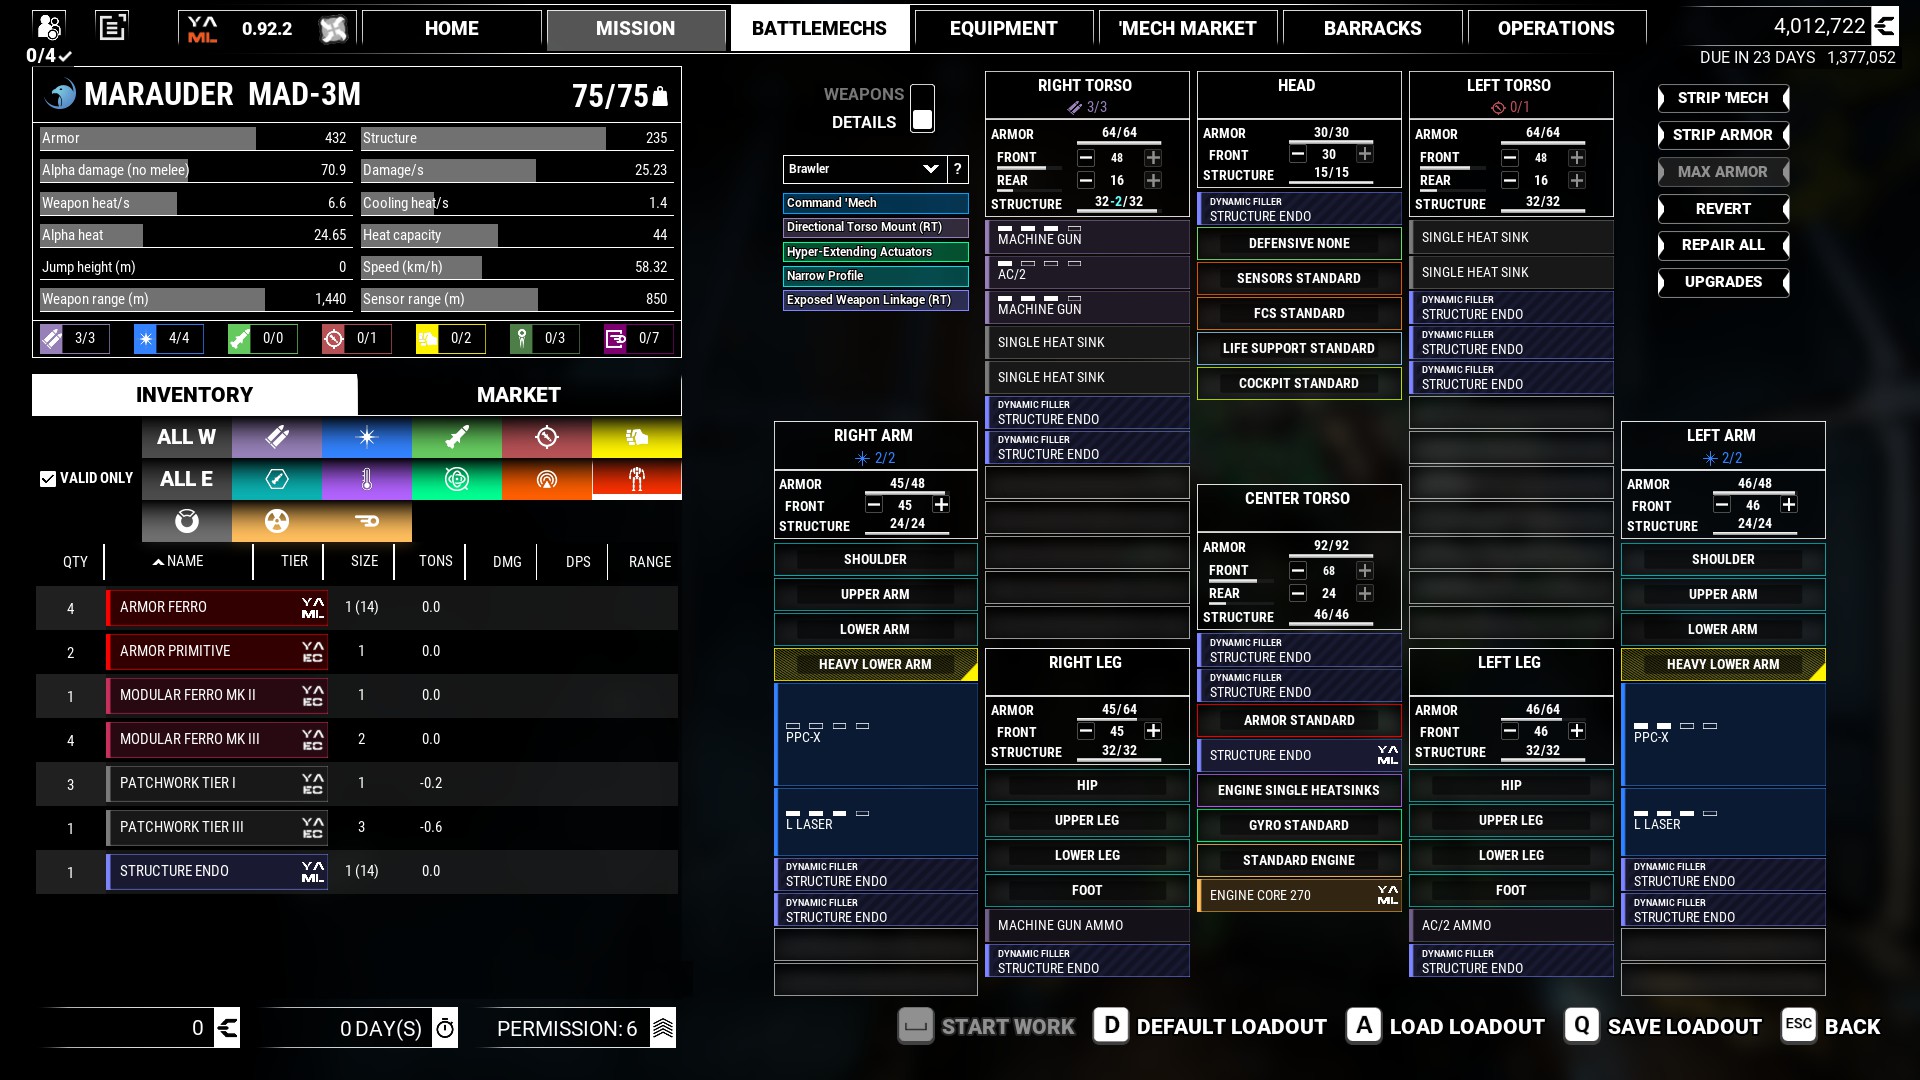 0/4
YAML 0.92.2
HOME
MISSION
BATTLEMECHS
EQUIPMENT
'MECH MARKET
BARRACKS
OPERATIONS
4,012,722
DUE IN 23 DAYS 1,377,052
MARAUDER MAD-3M
75/75
Armor 432
Structure 235
Alpha damage (no melee) 70.9
Damage/s 25.23
Weapon heat/s 6.6
Cooling heat/s 1.4
Alpha heat 24.65
Heat capacity 44
Jump height (m) 0
Speed (km/h) 58.32
Weapon range (m) 1,440
Sensor range (m) 850
3/3
4/4
0/0
0/1
0/2
0/3
0/7
INVENTORY
MARKET
ALL W
VALID ONLY
ALL E
QTY NAME TIER SIZE TONS DMG DPS RANGE
4 ARMOR FERRO YAML 1 (14) 0.0
2 ARMOR PRIMITIVE YAEC 1 0.0
1 MODULAR FERRO MK II YAEC 1 0.0
4 MODULAR FERRO MK III YAEC 2 0.0
3 PATCHWORK TIER I YAEC 1 -0.2
1 PATCHWORK TIER III YAEC 3 -0.6
1 STRUCTURE ENDO YAML 1 (14) 0.0
0
0 DAY(S)
PERMISSION: 6
WEAPONS
DETAILS
Brawler
?
Command 'Mech
Directional Torso Mount (RT)
Hyper-Extending Actuators
Narrow Profile
Exposed Weapon Linkage (RT)
RIGHT ARM
2/2
ARMOR 45/48
FRONT 45
STRUCTURE 24/24
SHOULDER
UPPER ARM
LOWER ARM
HEAVY LOWER ARM
PPC-X
L LASER
DYNAMIC FILLER
STRUCTURE ENDO
DYNAMIC FILLER
STRUCTURE ENDO
RIGHT TORSO
3/3
ARMOR 64/64
FRONT 48
REAR 16
STRUCTURE 32-2/32
MACHINE GUN
AC/2
MACHINE GUN
SINGLE HEAT SINK
SINGLE HEAT SINK
DYNAMIC FILLER
STRUCTURE ENDO
DYNAMIC FILLER
STRUCTURE ENDO
RIGHT LEG
ARMOR 45/64
FRONT 45
STRUCTURE 32/32
HIP
UPPER LEG
LOWER LEG
FOOT
MACHINE GUN AMMO
DYNAMIC FILLER
STRUCTURE ENDO
HEAD
ARMOR 30/30
FRONT 30
STRUCTURE 15/15
DYNAMIC FILLER
STRUCTURE ENDO
DEFENSIVE NONE
SENSORS STANDARD
FCS STANDARD
LIFE SUPPORT STANDARD
COCKPIT STANDARD
CENTER TORSO
ARMOR 92/92
FRONT 68
REAR 24
STRUCTURE 46/46
DYNAMIC FILLER
STRUCTURE ENDO
DYNAMIC FILLER
STRUCTURE ENDO
ARMOR STANDARD
STRUCTURE ENDO YAML
ENGINE SINGLE HEATSINKS
GYRO STANDARD
STANDARD ENGINE
ENGINE CORE 270 YAML
LEFT TORSO
0/1
ARMOR 64/64
FRONT 48
REAR 16
STRUCTURE 32/32
SINGLE HEAT SINK
SINGLE HEAT SINK
DYNAMIC FILLER
STRUCTURE ENDO
DYNAMIC FILLER
STRUCTURE ENDO
DYNAMIC FILLER
STRUCTURE ENDO
LEFT LEG
ARMOR 46/64
FRONT 46
STRUCTURE 32/32
HIP
UPPER LEG
LOWER LEG
FOOT
AC/2 AMMO
DYNAMIC FILLER
STRUCTURE ENDO
LEFT ARM
2/2
ARMOR 46/48
FRONT 46
STRUCTURE 24/24
SHOULDER
UPPER ARM
LOWER ARM
HEAVY LOWER ARM
PPC-X
L LASER
DYNAMIC FILLER
STRUCTURE ENDO
DYNAMIC FILLER
STRUCTURE ENDO
STRIP 'MECH
STRIP ARMOR
MAX ARMOR
REVERT
REPAIR ALL
UPGRADES
START WORK
D DEFAULT LOADOUT
A LOAD LOADOUT
Q SAVE LOADOUT
ESC BACK